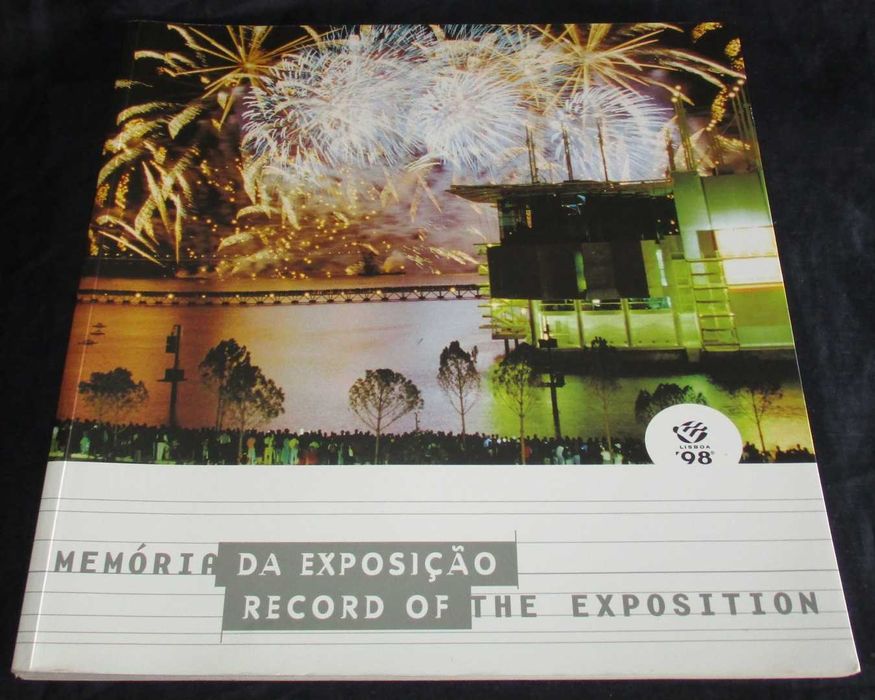 LISBOA
'98
MEMÓRIA DA EXPOSIÇÃO
RECORD OF THE EXPOSITION